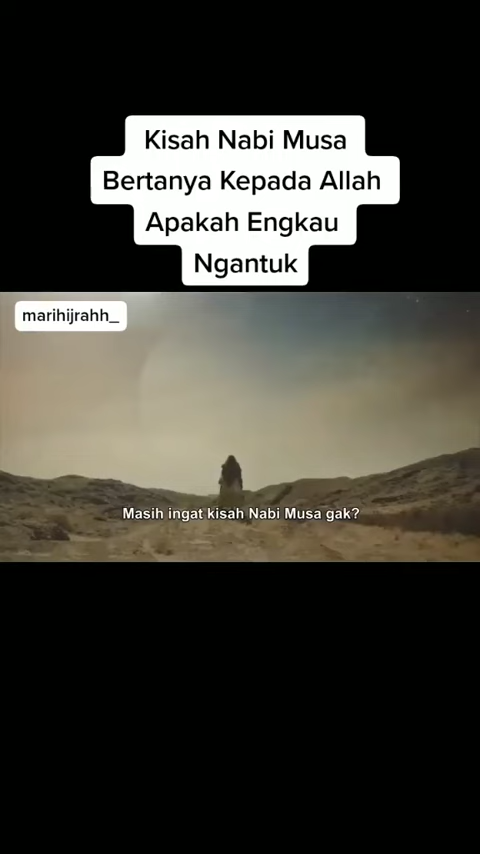 Kisah Nabi Musa
Bertanya Kepada Allah
Apakah Engkau
Ngantuk
marihijrahh_
Masih ingat kisah Nabi Musa gak?